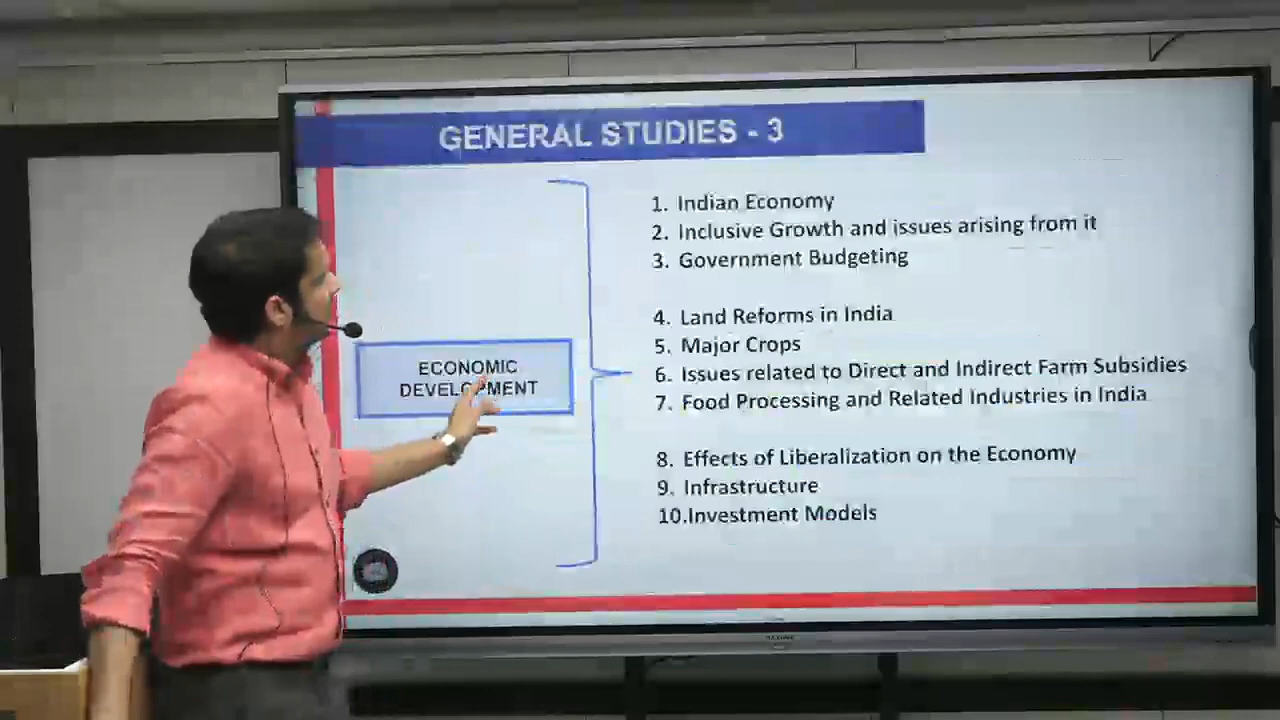 GENERAL STUDIES - 3
1. Indian Economy
2. Inclusive Growth and issues arising from it
3. Government Budgeting
4. Land Reforms in India
5. Major Crops
6. Issues related to Direct and Indirect Farm Subsidies
7. Food Processing and Related Industries in India
8. Effects of Liberalization on the Economy
9. Infrastructure
10.Investment Models
ECONOMIC
DEVELOPMENT